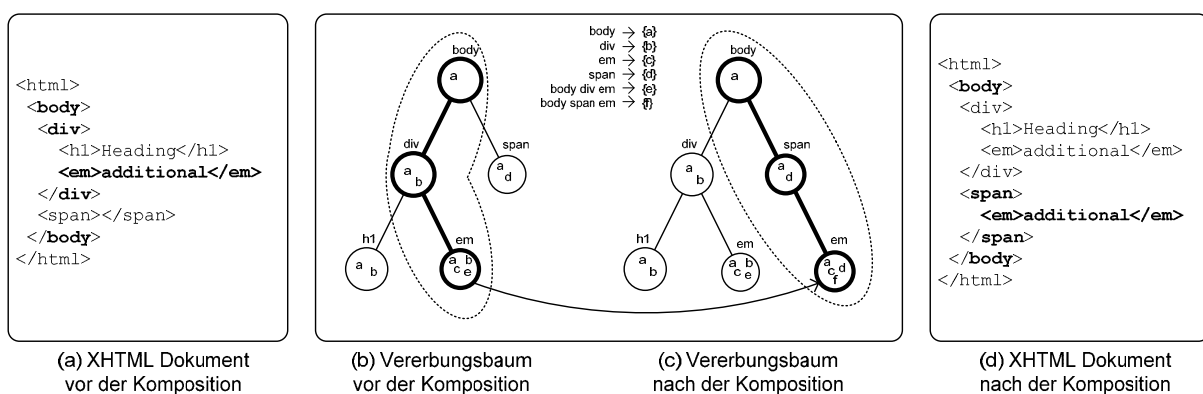 <html>
<body>
<div>
<h1>Heading</h1>
<em>additional</em>
</div>
<span></span>
</body>
</html>
(a) XHTML Dokument
vor der Komposition
body
a
div
a b
span
a d
h1
a b
em
a b
c e
(b) Vererbungsbaum
vor der Komposition
body → {a}
div → {b}
em → {c}
span → {d}
body div em → {e}
body span em → {f}
body
a
div
a b
span
a d
h1
a b
em
a b
c e
em
a d
c
f
(c) Vererbungsbaum
nach der Komposition
<html>
<body>
<div>
<h1>Heading</h1>
<em>additional</em>
</div>
<span>
<em>additional</em>
</span>
</body>
</html>
(d) XHTML Dokument
nach der Komposition